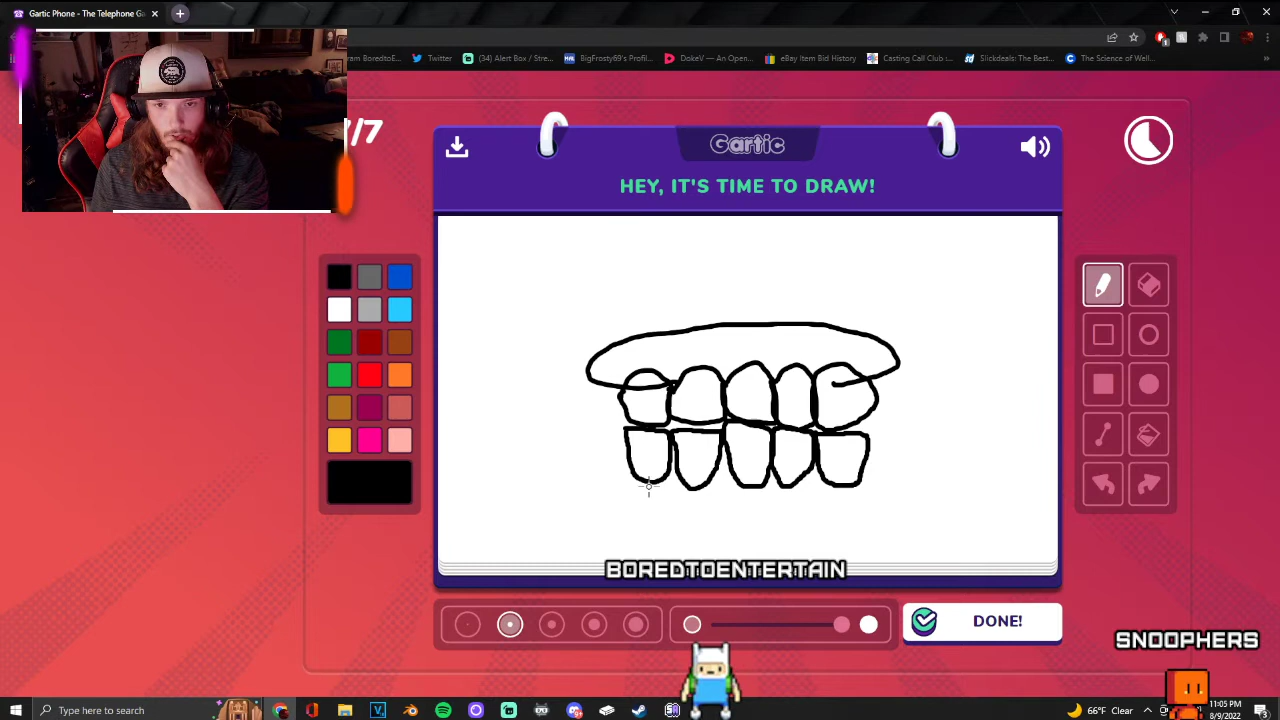 Gartic Phone - The Telephone Ga
ram BoredtoE...
Twitter
(34) Alert Box / Stre...
BigFrosty69's Profil...
DokeV — An Open...
eBay Item Bid History
Casting Call Club :...
Slickdeals: The Best...
The Science of Well...
/7
Gartic
HEY, IT'S TIME TO DRAW!
BOREDTOENTERTAIN
DONE!
SNOOPHERS
Type here to search
66°F Clear
11:05 PM
8/9/2022